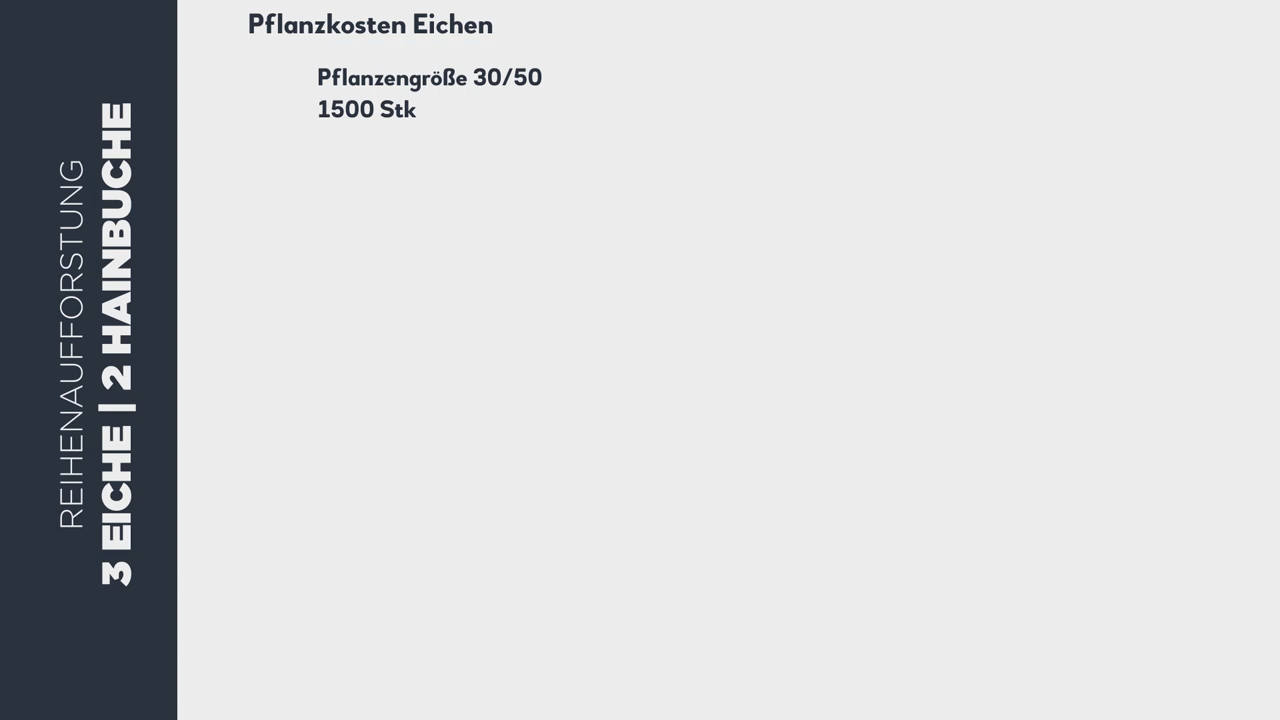 REIHENAUFFORSTUNG
3 EICHE | 2 HAINBUCHE
Pflanzkosten Eichen
Pflanzengröße 30/50
1500 Stk